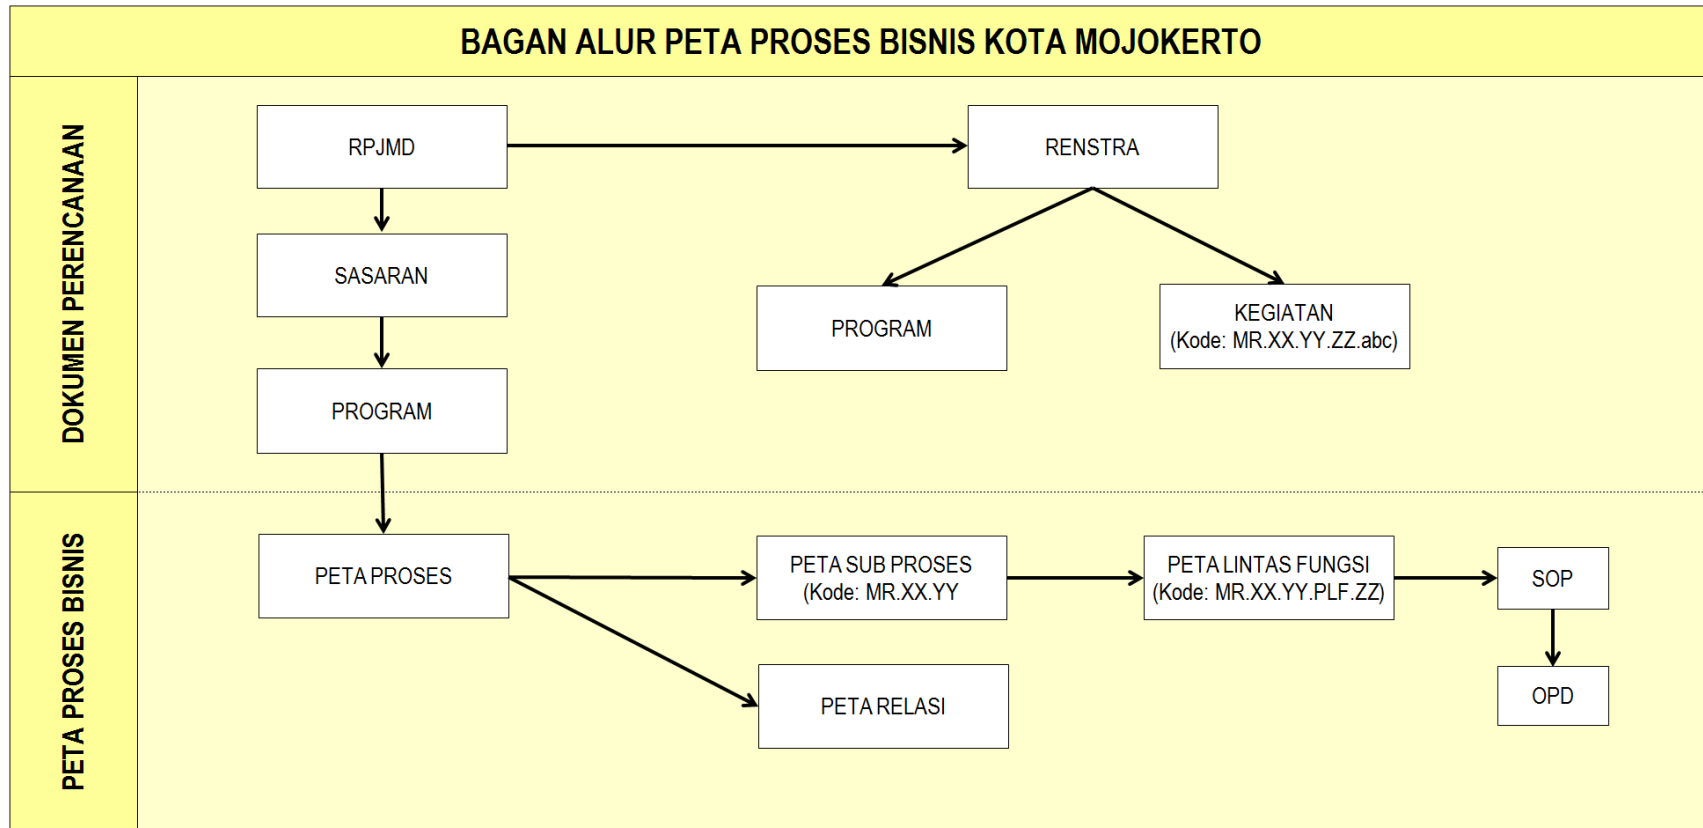 BAGAN ALUR PETA PROSES BISNIS KOTA MOJOKERTO
DOKUMEN PERENCANAAN
RPJMD
RENSTRA
SASARAN
PROGRAM
KEGIATAN
(Kode: MR.XX.YY.ZZ.abc)
PROGRAM
PETA PROSES BISNIS
PETA PROSES
PETA SUB PROSES
(Kode: MR.XX.YY
PETA LINTAS FUNGSI
(Kode: MR.XX.YY.PLF.ZZ)
SOP
PETA RELASI
OPD